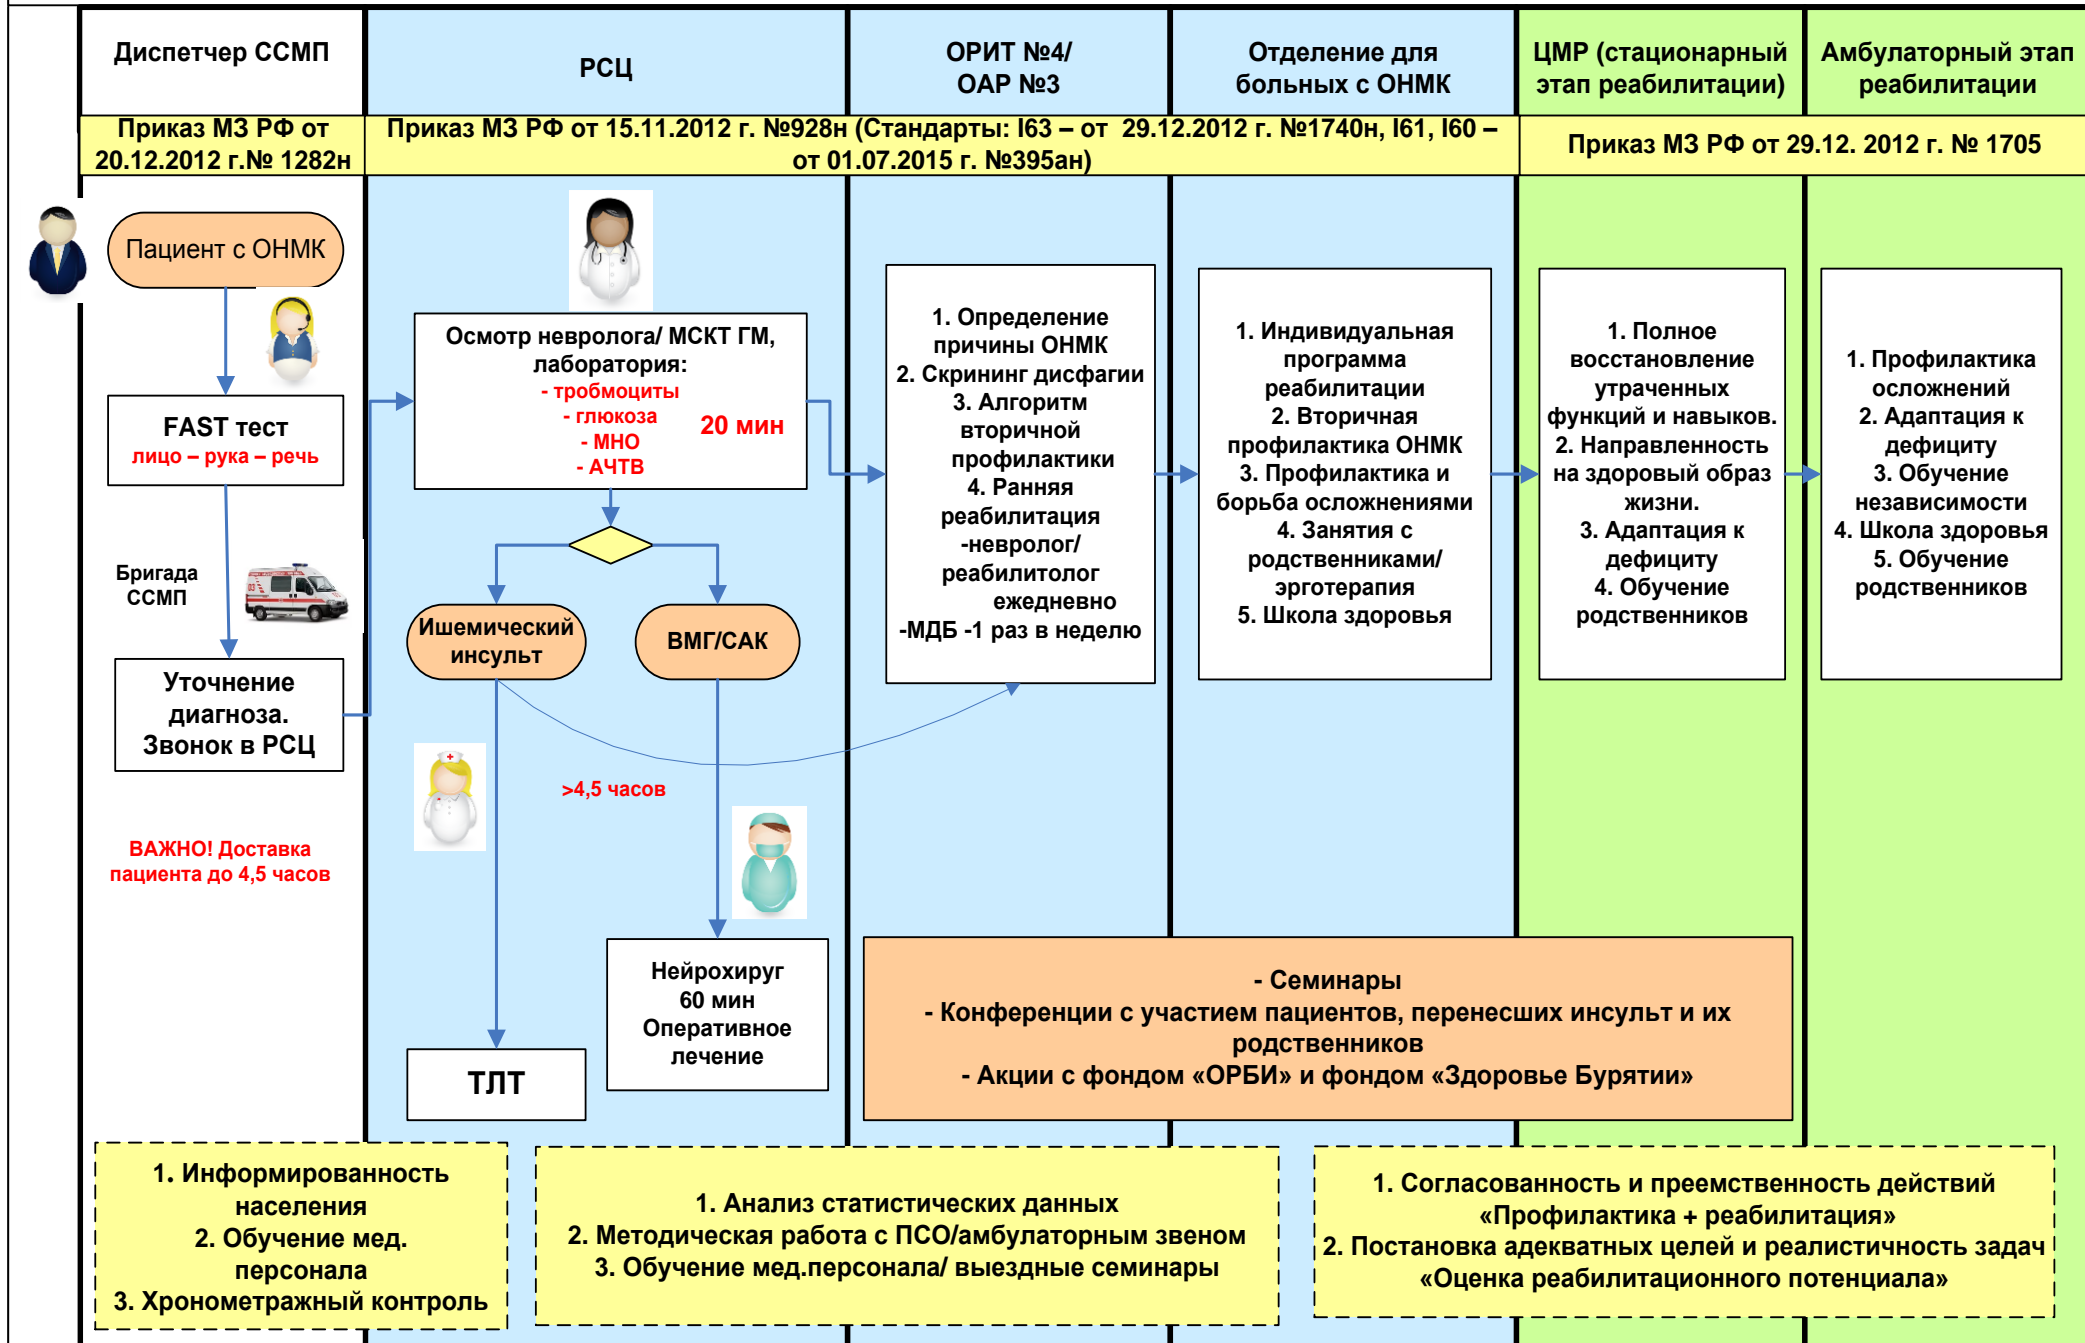 Диспетчер ССМП
РСЦ
ОРИТ №4/
ОАР №3
Отделение для
больных с ОНМК
ЦМР (стационарный
этап реабилитации)
Амбулаторный этап
реабилитации
Приказ МЗ РФ от
20.12.2012 г.№ 1282н
Приказ МЗ РФ от 15.11.2012 г. №928н (Стандарты: I63 – от 29.12.2012 г. №1740н, I61, I60 –
от 01.07.2015 г. №395ан)
Приказ МЗ РФ от 29.12. 2012 г. № 1705
Пациент с ОНМК
FAST тест
лицо – рука – речь
Бригада
ССМП
03
Уточнение
диагноза.
Звонок в РСЦ
ВАЖНО! Доставка
пациента до 4,5 часов
Осмотр невролога/ МСКТ ГМ,
лаборатория:
- тробмоциты
- глюкоза
- МНО
- АЧТВ
20 мин
Ишемический
инсульт
ВМГ/САК
>4,5 часов
ТЛТ
Нейрохируг
60 мин
Оперативное
лечение
1. Определение
причины ОНМК
2. Скрининг дисфагии
3. Алгоритм
вторичной
профилактики
4. Ранняя
реабилитация
-невролог/
реабилитолог
ежедневно
-МДБ -1 раз в неделю
1. Индивидуальная
программа
реабилитации
2. Вторичная
профилактика ОНМК
3. Профилактика и
борьба осложнениями
4. Занятия с
родственниками/
эрготерапия
5. Школа здоровья
1. Полное
восстановление
утраченных
функций и навыков.
2. Направленность
на здоровый образ
жизни.
3. Адаптация к
дефициту
4. Обучение
родственников
1. Профилактика
осложнений
2. Адаптация к
дефициту
3. Обучение
независимости
4. Школа здоровья
5. Обучение
родственников
- Семинары
- Конференции с участием пациентов, перенесших инсульт и их
родственников
- Акции с фондом «ОРБИ» и фондом «Здоровье Бурятии»
1. Информированность
населения
2. Обучение мед.
персонала
3. Хронометражный контроль
1. Анализ статистических данных
2. Методическая работа с ПСО/амбулаторным звеном
3. Обучение мед.персонала/ выездные семинары
1. Согласованность и преемственность действий
«Профилактика + реабилитация»
2. Постановка адекватных целей и реалистичность задач
«Оценка реабилитационного потенциала»